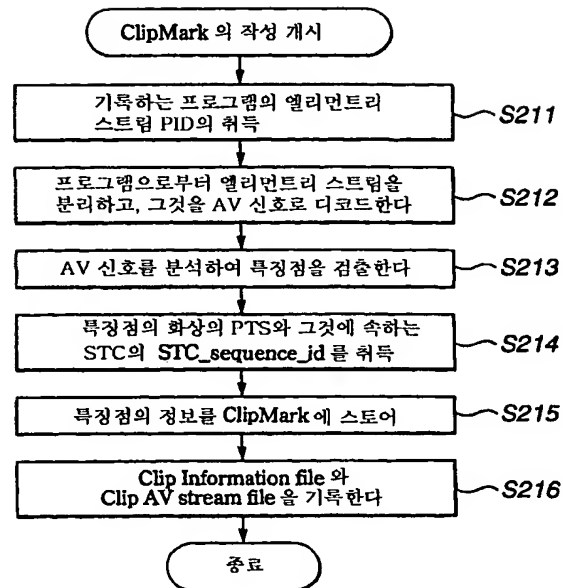 ClipMark 의 작성 개시
기록하는 프로그램의 엘리먼트리
스트림 PID의 취득
S211
프로그램으로부터 엘리먼트리 스트림을
분리하고, 그것을 AV 신호로 디코드한다
S212
AV 신호를 분석하여 특징점을 검출한다
S213
특징점의 화상의 PTS와 그것에 속하는
STC의 STC_sequence_id 를 취득
S214
특징점의 정보를 ClipMark 에 스토어
S215
Clip Information file 와
Clip AV stream file 을 기록한다
S216
종료